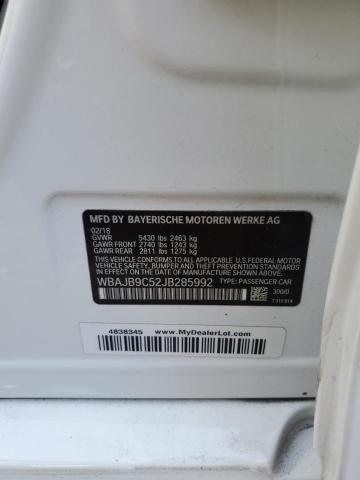 MFD BY BAYERISCHE MOTOREN WERKE AG
02/18
GVWR 5430 lbs 2463 kg
GAWR FRONT 2740 lbs 1243 kg
GAWR REAR 2811 lbs 1275 kg
THIS VEHICLE CONFORMS TO ALL APPLICABLE U.S. FEDERAL MOTOR
VEHICLE SAFETY, BUMPER, AND THEFT PREVENTION STANDARDS IN
EFFECT ON THE DATE OF MANUFACTURE SHOWN ABOVE.
WBAJB9C52JB285992
TYPE: PASSENGER CAR
300/0
4838345 www.MyDealerLot.com